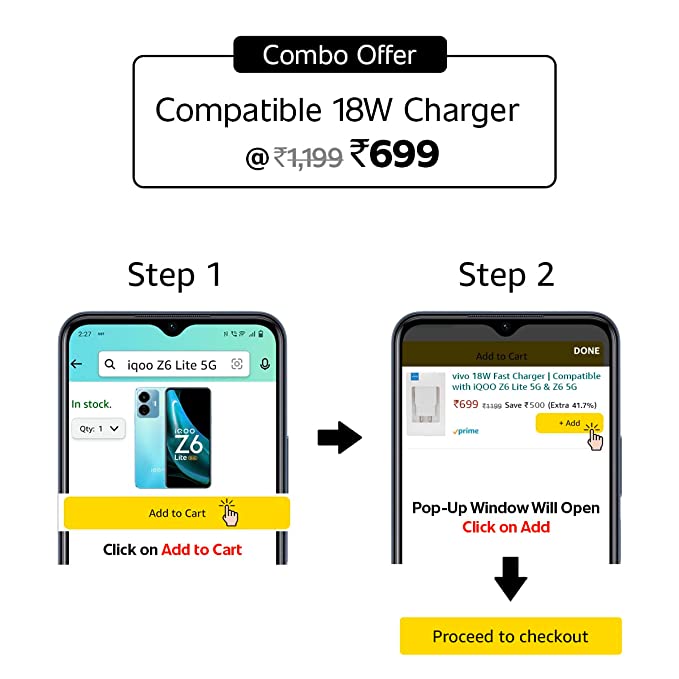 Combo Offer
Compatible 18W Charger
@ ₹1,199 ₹699
Step 1
2:27
iqoo Z6 Lite 5G
In stock.
Qty: 1
iQOO
Z6
Lite 5G
iQOO
Add to Cart
Click on Add to Cart
Step 2
Add to Cart
DONE
vivo 18W Fast Charger | Compatible
with iQOO Z6 Lite 5G & Z6 5G
₹699 ₹1199 Save ₹500 (Extra 41.7%)
+ Add
prime
Pop-Up Window Will Open
Click on Add
Proceed to checkout